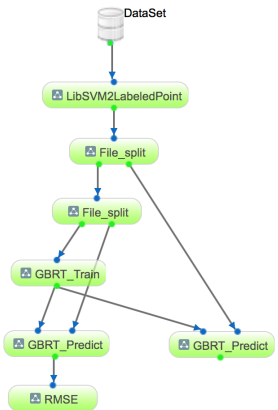 DataSet
LibSVM2LabeledPoint
File_split
File_split
GBRT_Train
GBRT_Predict
GBRT_Predict
RMSE